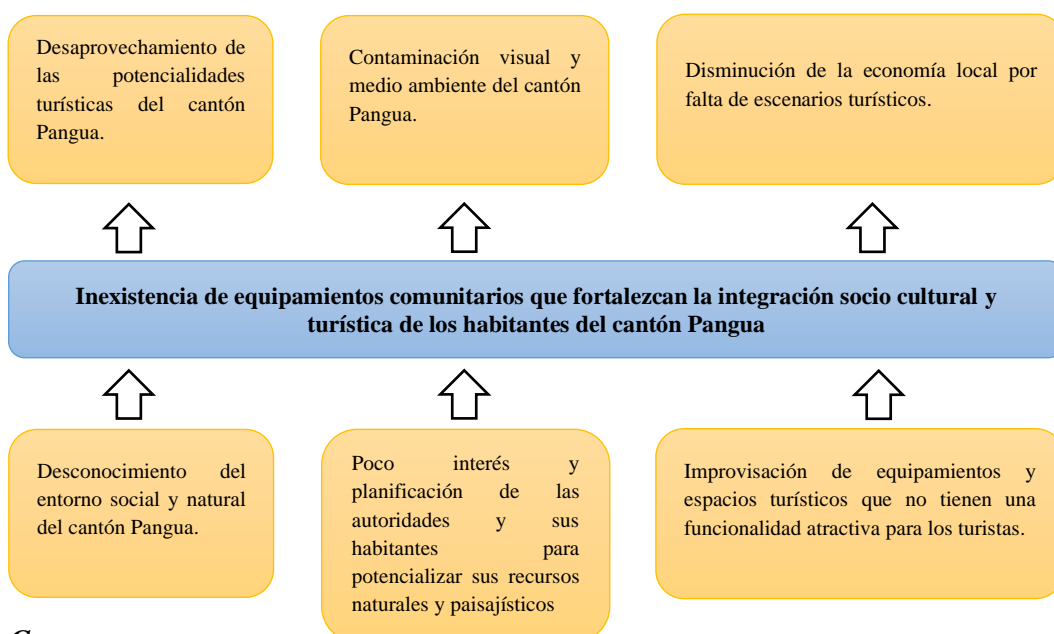 Desaprovechamiento de
las potencialidades
turísticas del cantón
Pangua.
Contaminación visual y
medio ambiente del cantón
Pangua.
Disminución de la economía local por
falta de escenarios turísticos.
Inexistencia de equipamientos comunitarios que fortalezcan la integración socio cultural y
turística de los habitantes del cantón Pangua
Desconocimiento del
entorno social y natural
del cantón Pangua.
Poco interés y
planificación de las
autoridades y sus
habitantes para
potencializar sus recursos
naturales y paisajísticos
Improvisación de equipamientos y
espacios turísticos que no tienen una
funcionalidad atractiva para los turistas.